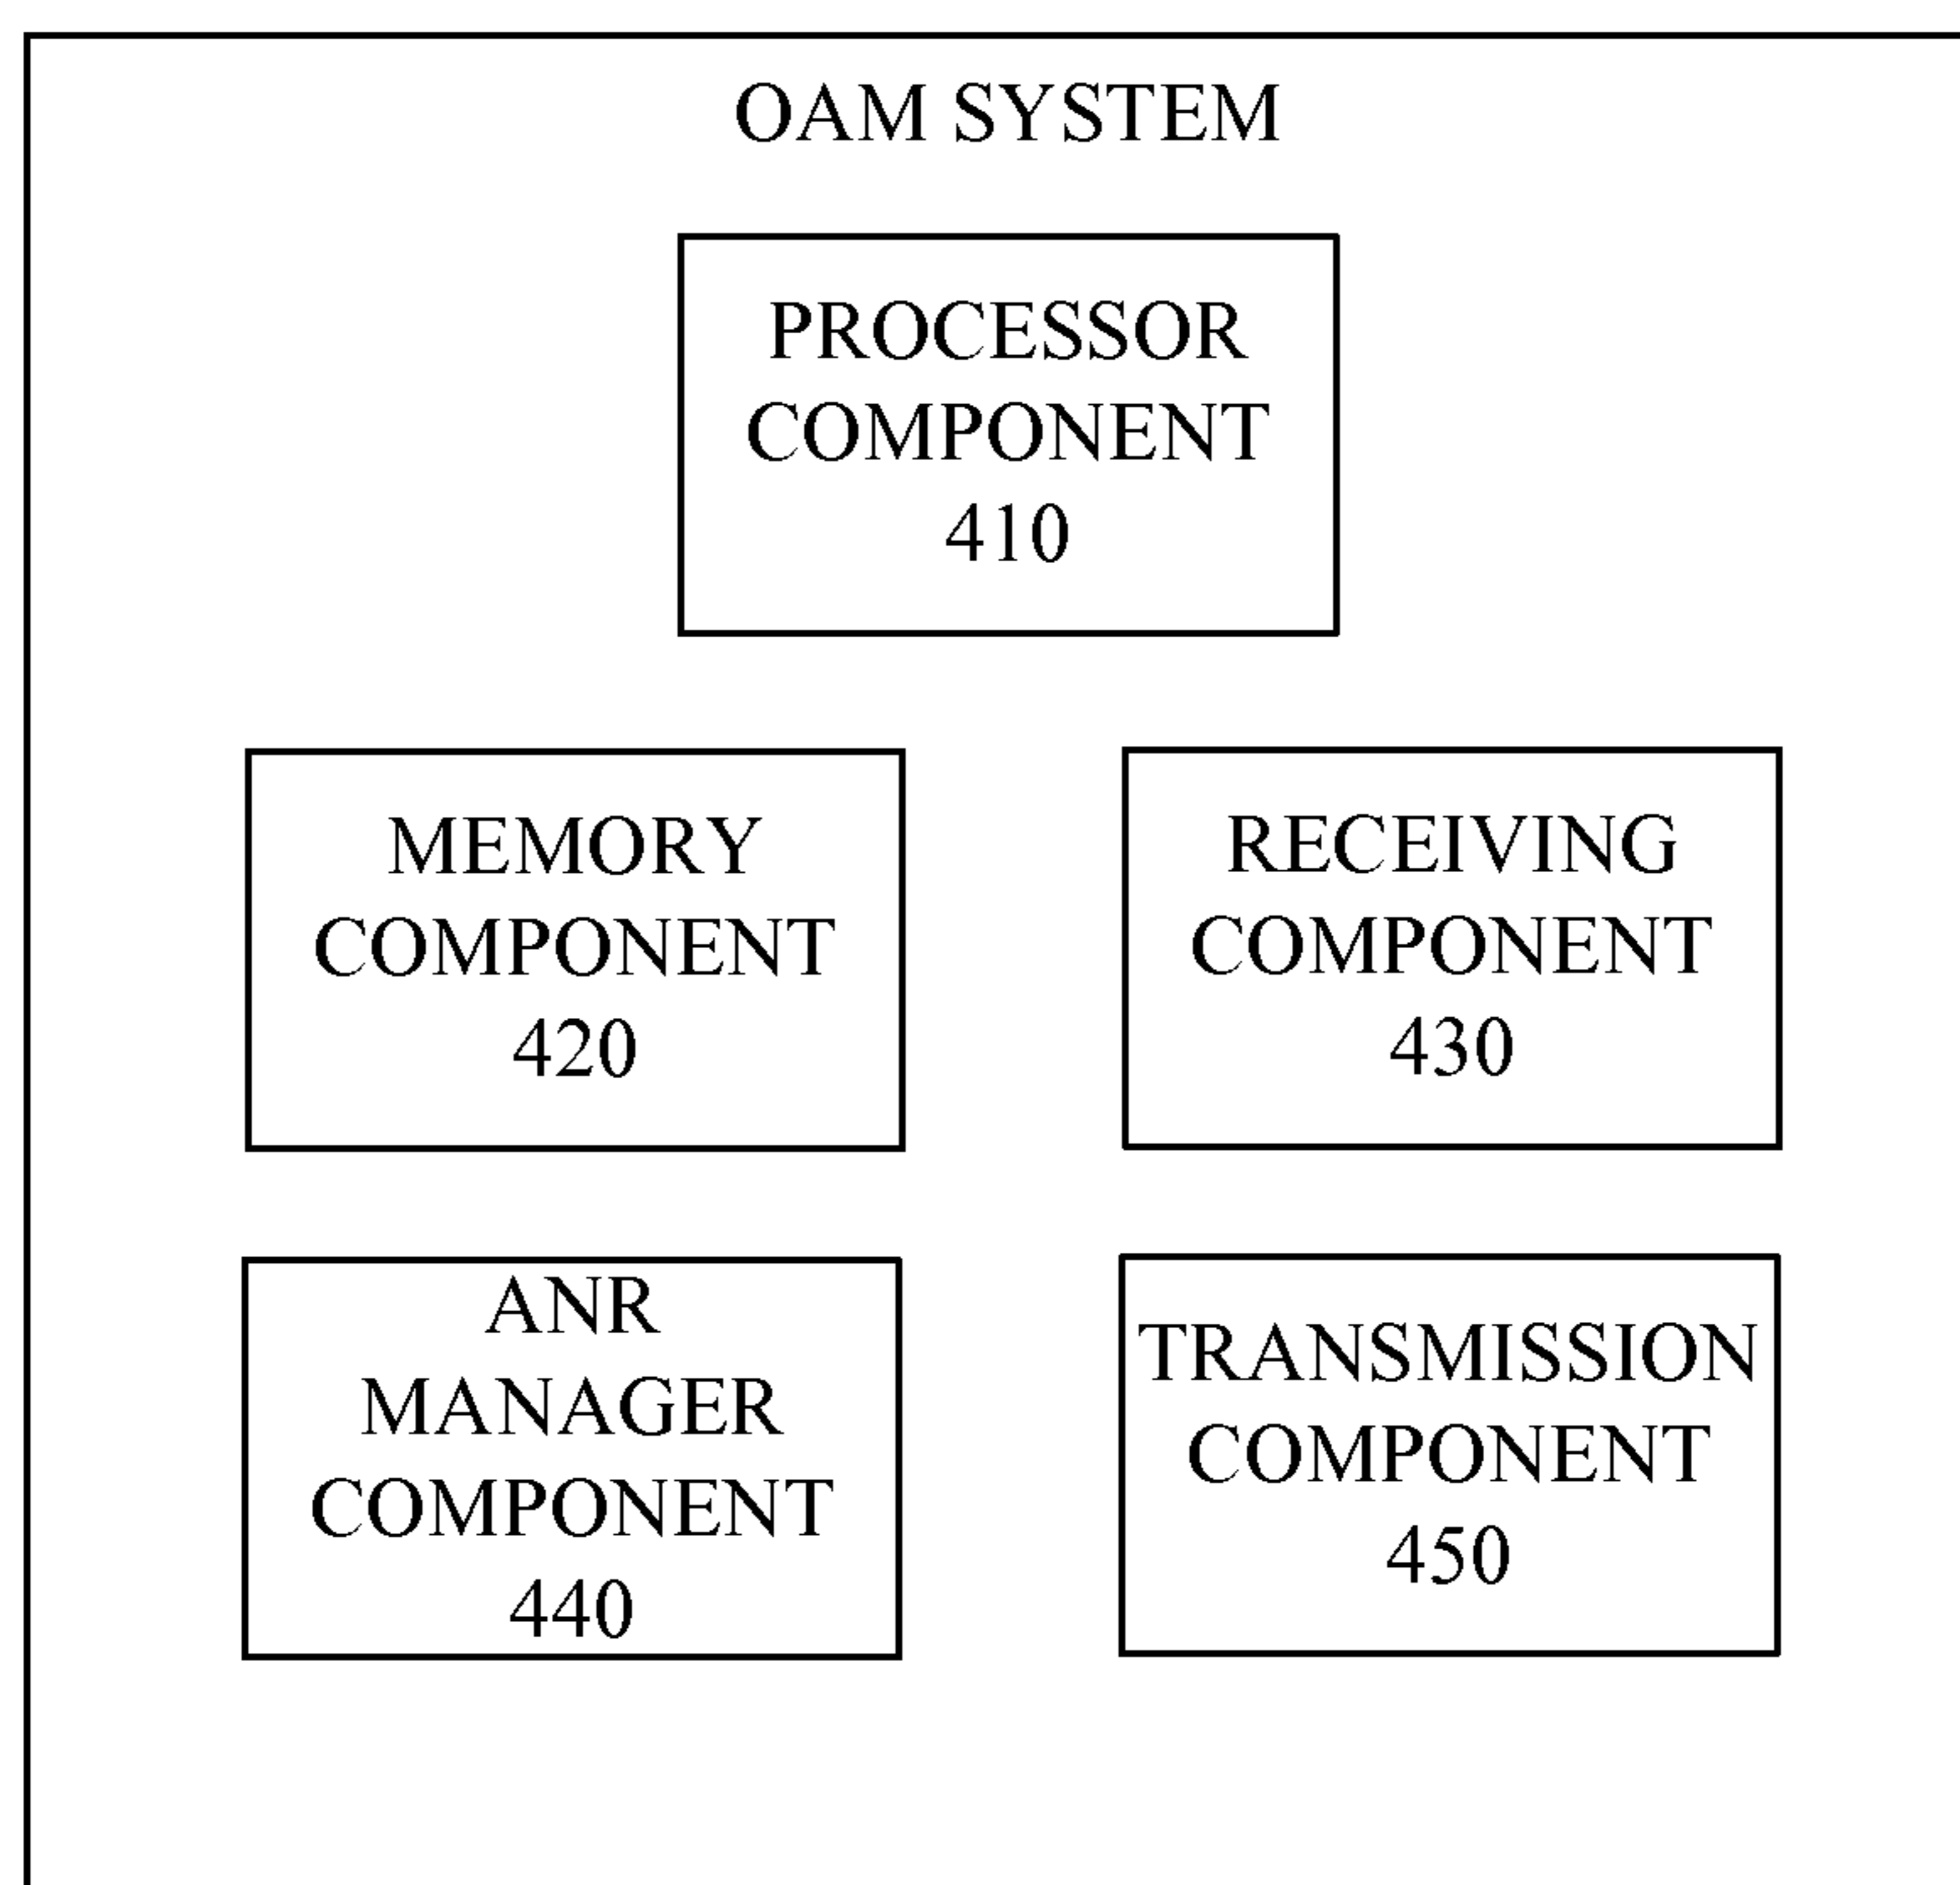 OAM SYSTEM
PROCESSOR
COMPONENT
410
MEMORY
COMPONENT
420
RECEIVING
COMPONENT
430
ANR
MANAGER
COMPONENT
440
TRANSMISSION
COMPONENT
450